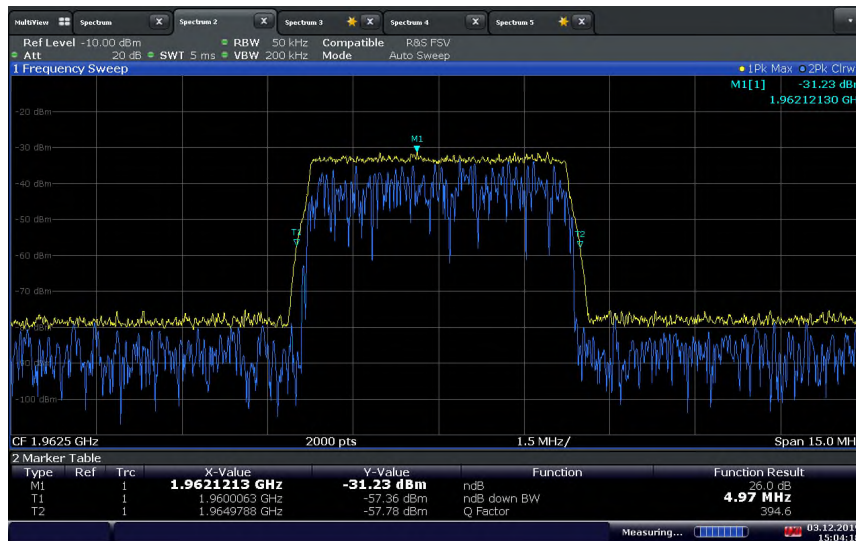 MultiView Spectrum X Spectrum 2 X Spectrum 3 X Spectrum 4 X Spectrum 5 X
Ref Level -10.00 dBm RBW 50 kHz Compatible R&S FSV
Att 20 dB SWT 5 ms VBW 200 kHz Mode Auto Sweep
1 Frequency Sweep 1Pk Max 2Pk Clrw
M1[1] -31.23 dBm
1.96212130 GH
-20 dBm
M1
-30 dBm
-40 dBm
-50 dBm
T2
-60 dBm
-70 dBm
-100 dBm
CF 1.9625 GHz 2000 pts 1.5 MHz/ Span 15.0 MH
2 Marker Table
Type Ref Trc X-Value Y-Value Function Function Result
M1 1 1.9621213 GHz -31.23 dBm ndB 26.0 dB
T1 1 1.9600063 GHz -57.36 dBm ndB down BW 4.97 MHz
T2 1 1.9649788 GHz -57.78 dBm Q Factor 394.6
Measuring... 03.12.2019
15:04:18